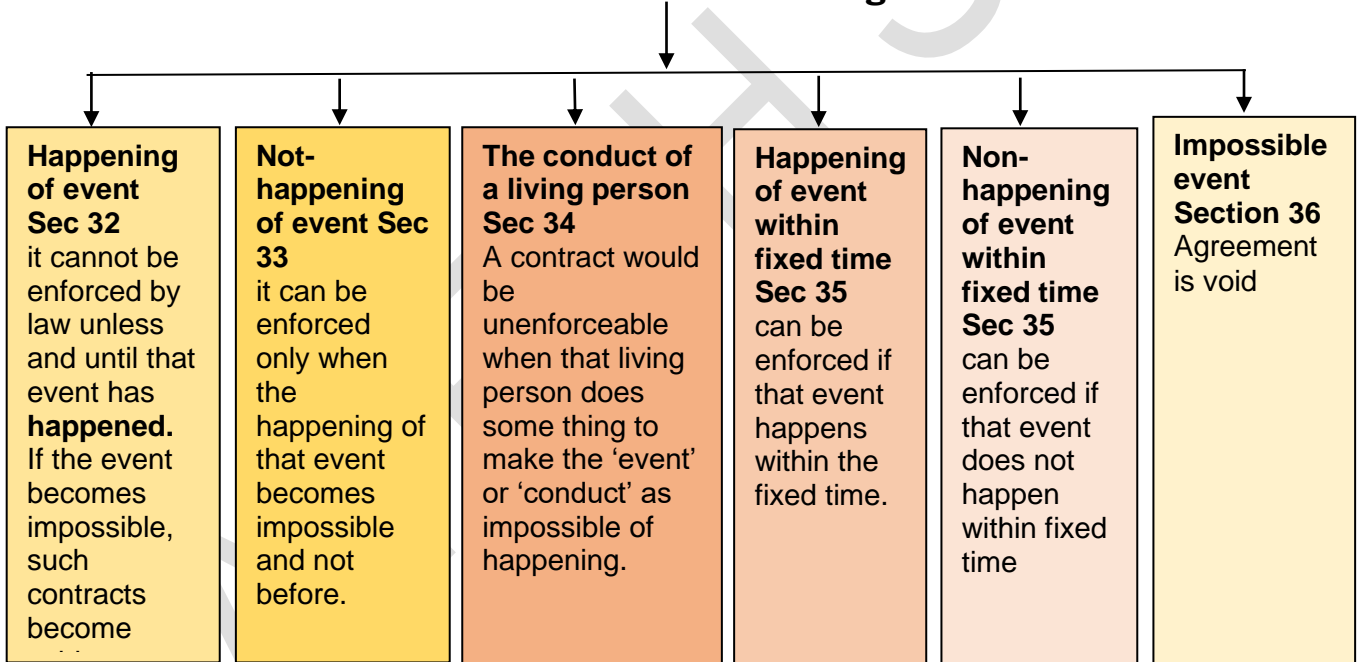 Happening
of event
Sec 32
it cannot be
enforced by
law unless
and until that
event has
happened.
If the event
becomes
impossible,
such
contracts
become
Not-
happening
of event Sec
33
it can be
enforced
only when
the
happening of
that event
becomes
impossible
and not
before.
The conduct of
a living person
Sec 34
A contract would
be
unenforceable
when that living
person does
some thing to
make the ‘event’
or ‘conduct’ as
impossible of
happening.
Happening
of event
within
fixed time
Sec 35
can be
enforced if
that event
happens
within the
fixed time.
Non-
happening
of event
within
fixed time
Sec 35
can be
enforced if
that event
does not
happen
within fixed
time
Impossible
event
Section 36
Agreement
is void